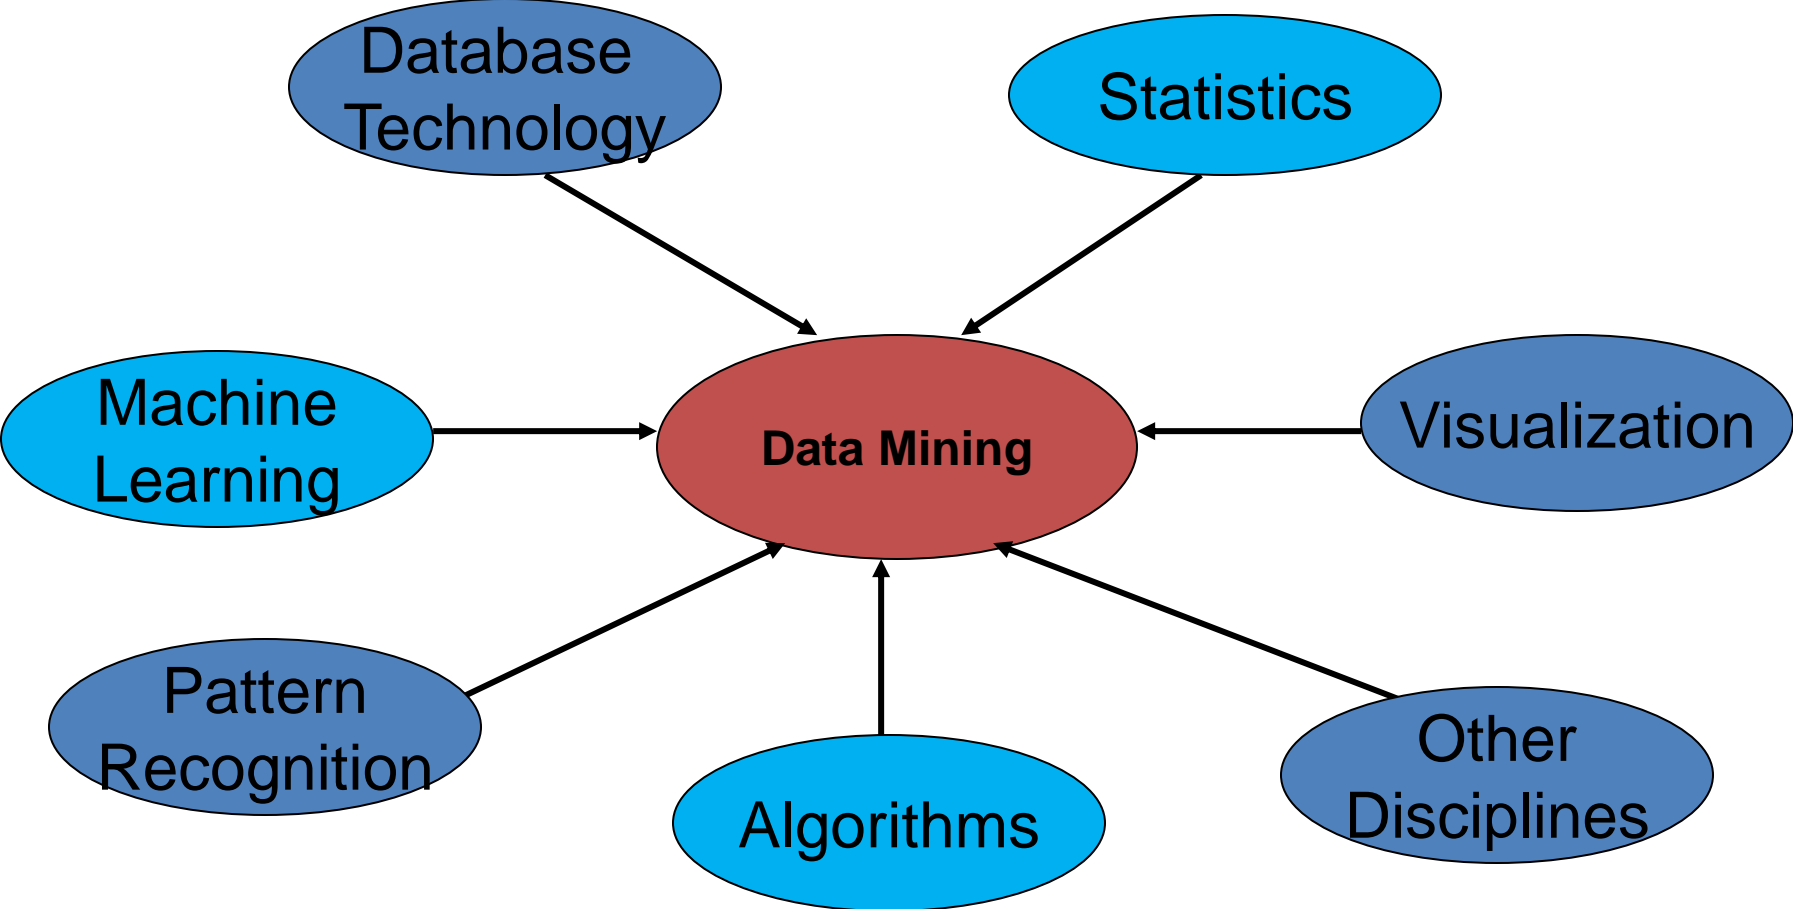 Database
Technology
Statistics
Machine
Learning
Data Mining
Visualization
Pattern
Recognition
Algorithms
Other
Disciplines